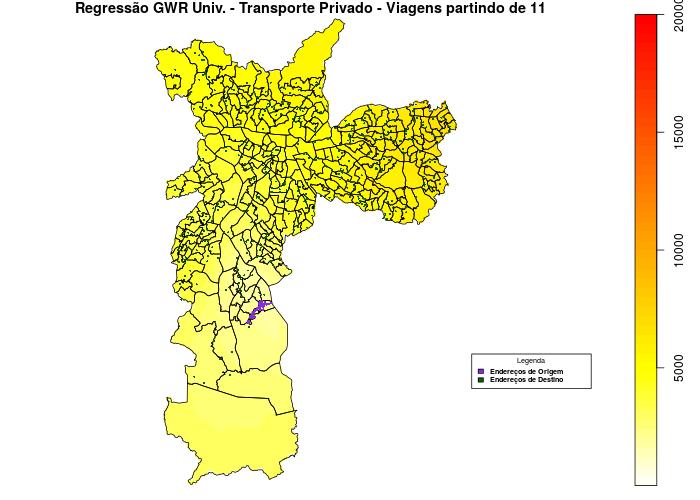 Regressão GWR Univ. - Transporte Privado - Viagens partindo de 11
20000
15000
10000
5000
Legenda
Endereços de Origem
Endereços de Destino